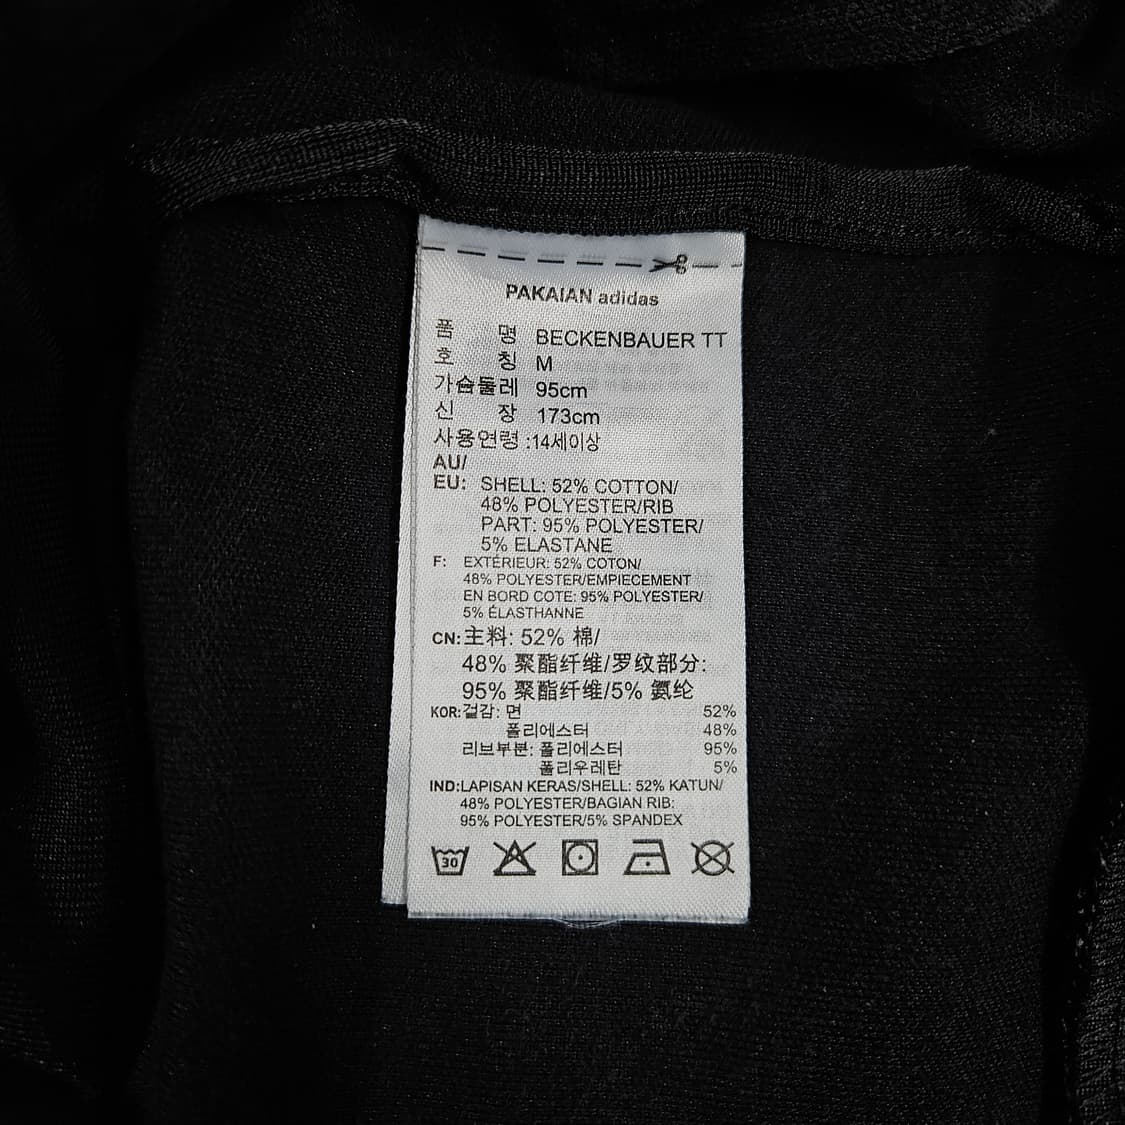 PAKAIAN adidas
품 명 BECKENBAUER TT
호 칭 M
가슴둘레 95cm
신 장 173cm
사용연령 :14세이상
AU/
EU: SHELL: 52% COTTON/
48% POLYESTER/RIB
PART: 95% POLYESTER/
5% ELASTANE
F: EXTÉRIEUR: 52% COTON/
48% POLYESTER/EMPIECEMENT
EN BORD COTE: 95% POLYESTER/
5% ÉLASTHANNE
CN:主料: 52% 棉/
48% 聚酯纤维/罗纹部分:
95% 聚酯纤维/5% 氨纶
KOR:겉감: 면 52%
폴리에스터 48%
리브부분: 폴리에스터 95%
폴리우레탄 5%
IND:LAPISAN KERAS/SHELL: 52% KATUN/
48% POLYESTER/BAGIAN RIB:
95% POLYESTER/5% SPANDEX
30